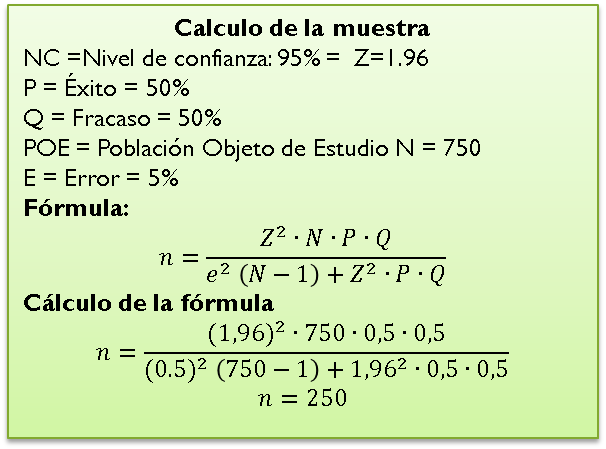 Calculo de la muestra
NC =Nivel de confianza: 95% =  Z=1.96
P = Éxito = 50%
Q = Fracaso = 50%
POE = Población Objeto de Estudio N = 750
E = Error = 5%
Fórmula:
n = (Z² · N · P · Q) / (e² (N − 1) + Z² · P · Q)
Cálculo de la fórmula
n = ((1,96)² · 750 · 0,5 · 0,5) / ((0.5)² (750 − 1) + 1,96² · 0,5 · 0,5)
n = 250